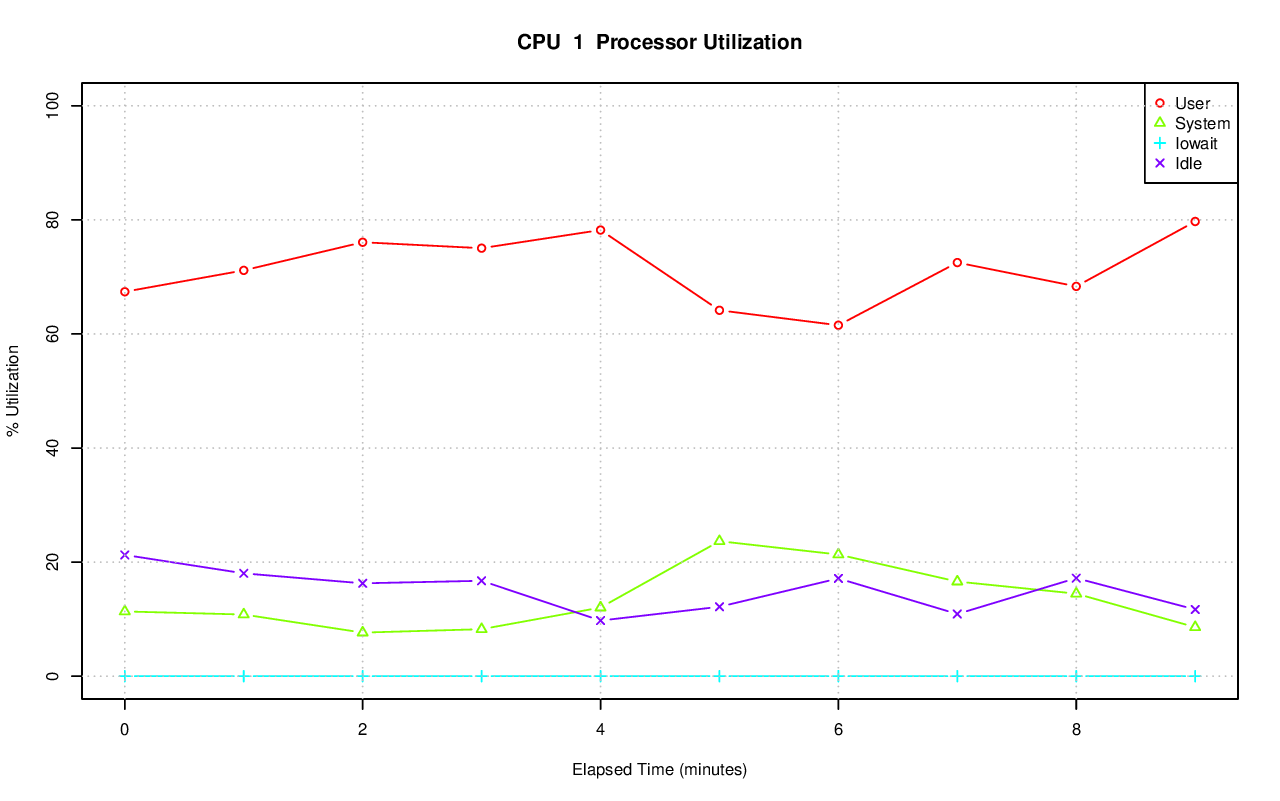 CPU 1 Processor Utilization
User
System
Iowait
Idle
% Utilization
100
80
60
40
20
0
0 2 4 6 8
Elapsed Time (minutes)